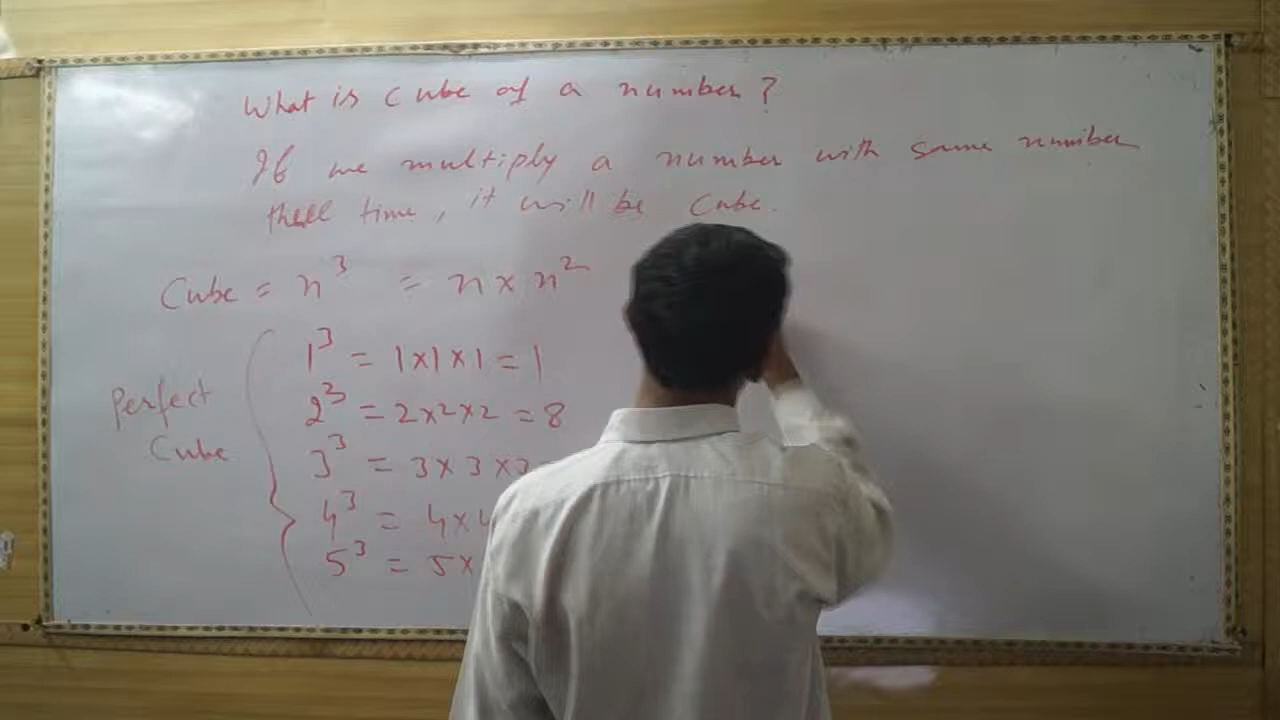 What is cube of a number?
If we multiply a number with same number
three time, it will be Cube.
Cube = n³ = n × n²
Perfect
Cube
1³ = 1×1×1 = 1
2³ = 2×2×2 = 8
3³ = 3×3×3
4³ = 4×4
5³ = 5×